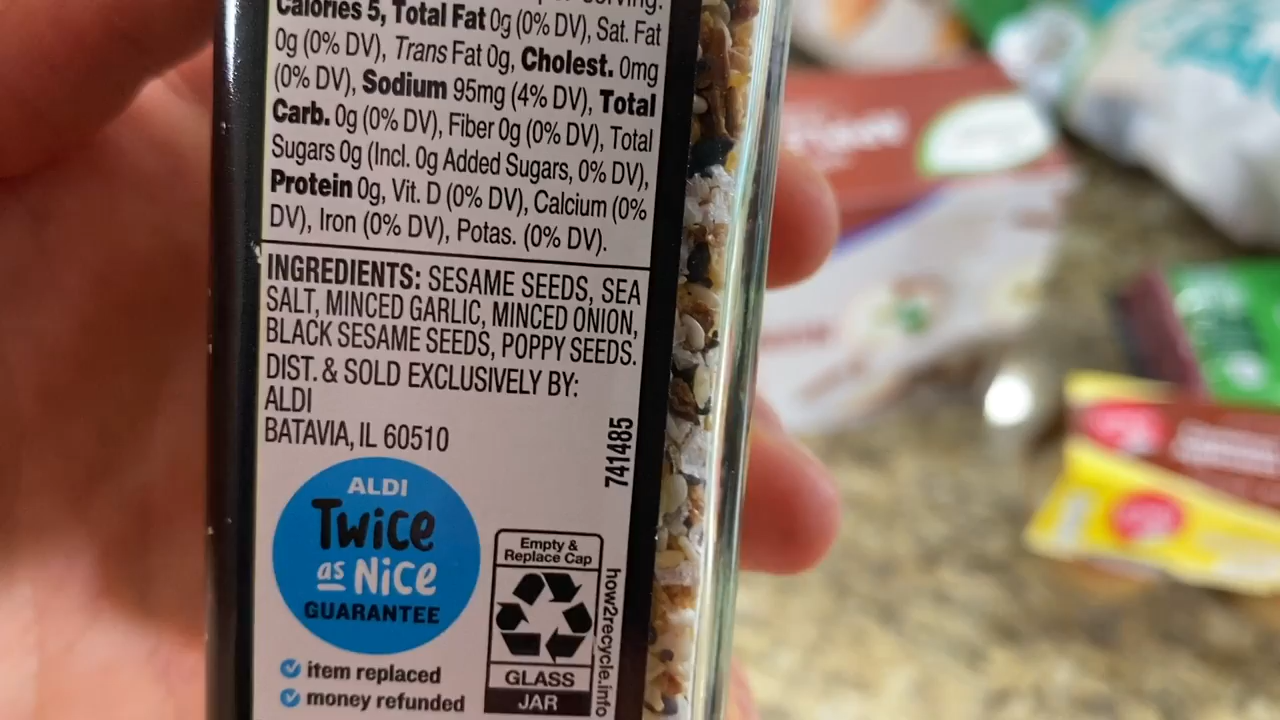 serving:
Calories 5, Total Fat 0g (0% DV), Sat. Fat
0g (0% DV), Trans Fat 0g, Cholest. 0mg
(0% DV), Sodium 95mg (4% DV), Total
Carb. 0g (0% DV), Fiber 0g (0% DV), Total
Sugars 0g (Incl. 0g Added Sugars, 0% DV),
Protein 0g, Vit. D (0% DV), Calcium (0%
DV), Iron (0% DV), Potas. (0% DV).
INGREDIENTS: SESAME SEEDS, SEA
SALT, MINCED GARLIC, MINCED ONION,
BLACK SESAME SEEDS, POPPY SEEDS.
DIST. & SOLD EXCLUSIVELY BY:
ALDI
BATAVIA, IL 60510
741485
ALDI
Twice
as Nice
GUARANTEE
item replaced
money refunded
Empty &
Replace Cap
GLASS
JAR
how2recycle.info